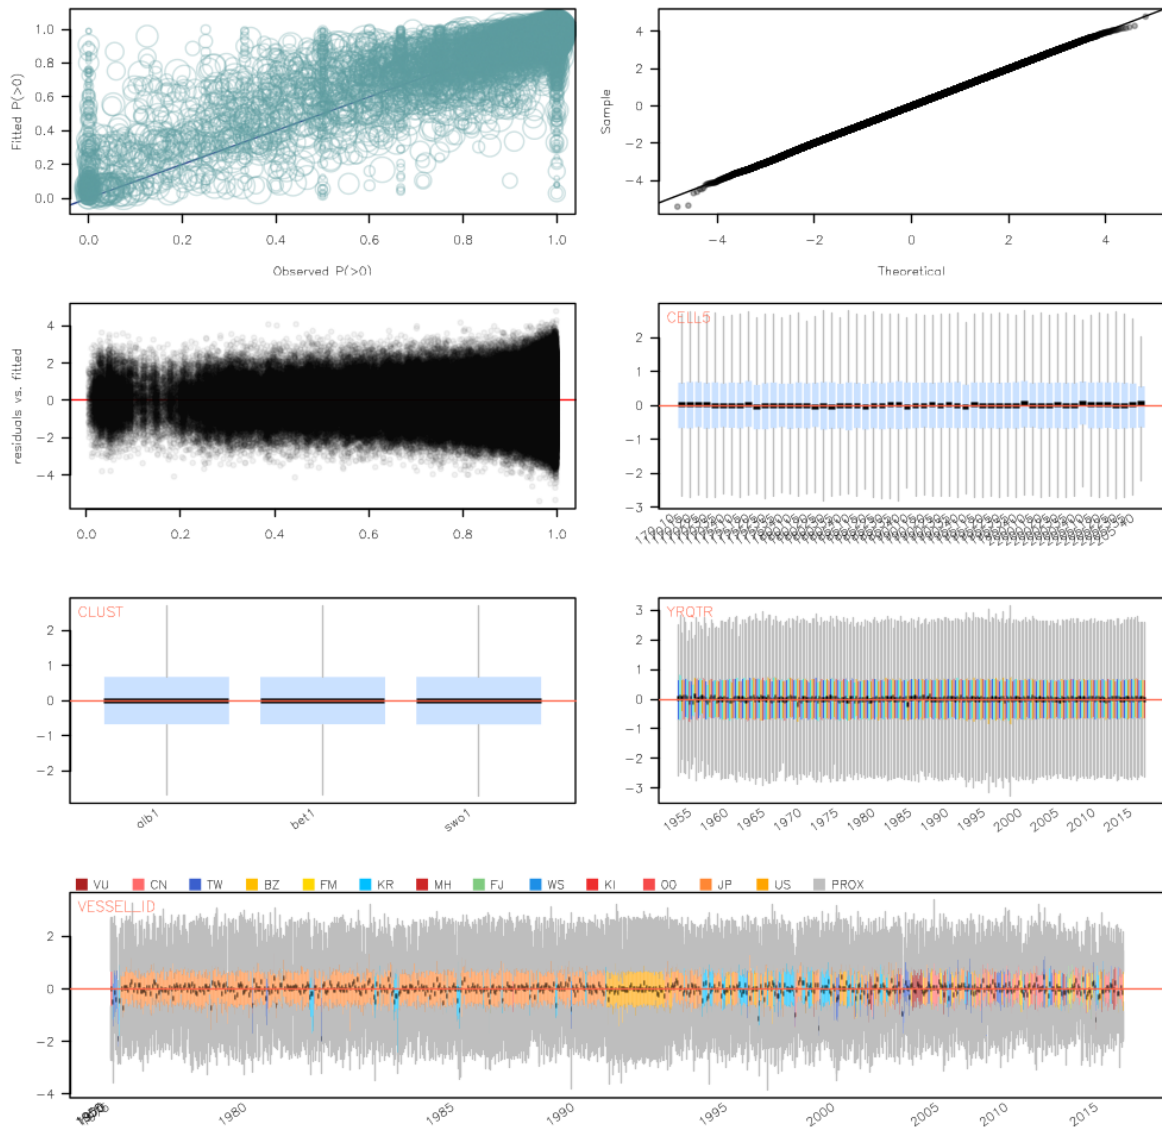 1.0
0.8
0.6
0.4
0.2
0.0
Fitted P(>0)
0.0 0.2 0.4 0.6 0.8 1.0
Observed P(>0)
4
2
0
−2
−4
Sample
−4 −2 0 2 4
Theoretical
4
2
0
−2
−4
residuals vs. fitted
0.0 0.2 0.4 0.6 0.8 1.0
CELL5
2
1
0
−1
−2
−3
CLUST
2
1
0
−1
−2
alb1 bet1 swo1
YRQTR
3
2
1
0
−1
−2
−3
1955 1960 1965 1970 1975 1980 1985 1990 1995 2000 2005 2010 2015
VU CN TW BZ FM KR MH FJ WS KI OO JP US PROX
VESSEL_ID
2
0
−2
−4
1980 1985 1990 1995 2000 2005 2010 2015